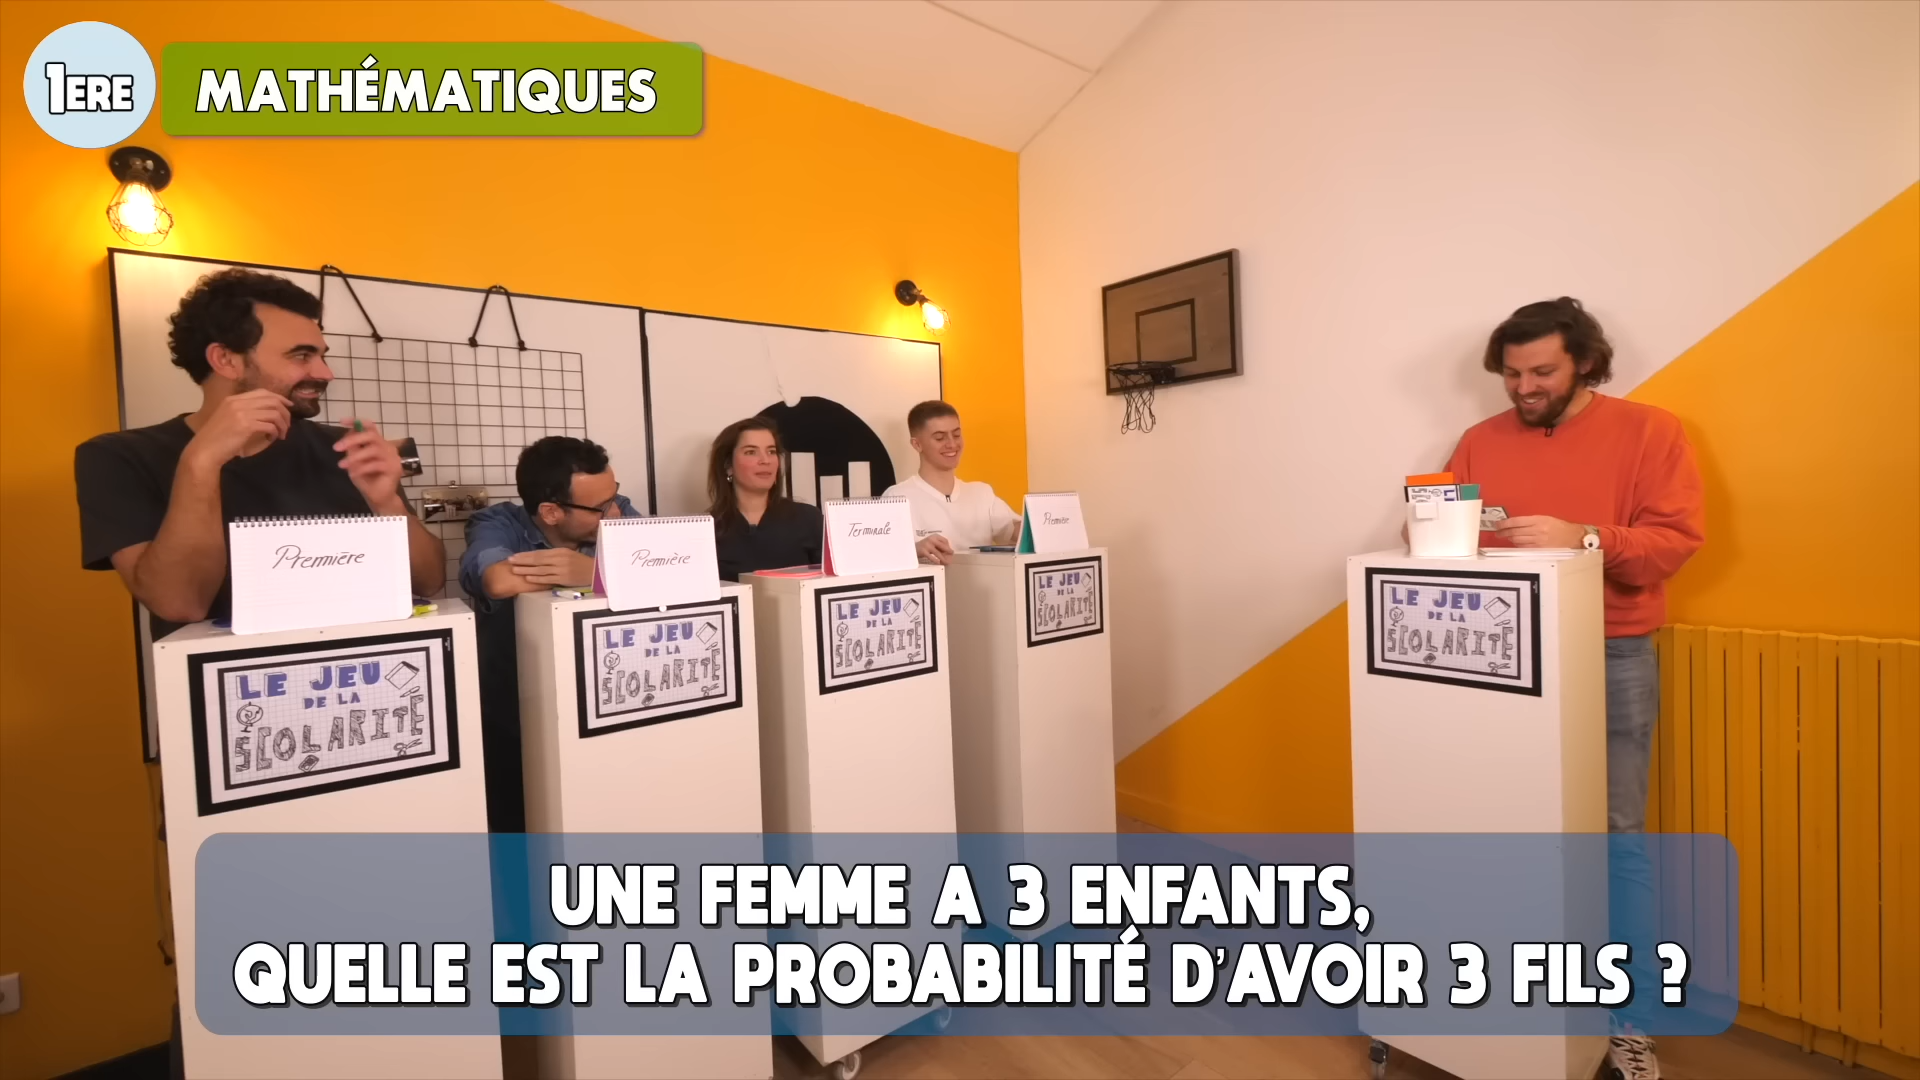 1ERE
MATHÉMATIQUES
Première
Première
Terminale
Première
LE JEU
DE LA
SCOLARITÉ
LE JEU
DE LA
SCOLARITÉ
LE JEU
DE LA
SCOLARITÉ
LE JEU
DE LA
SCOLARITÉ
LE JEU
DE LA
SCOLARITÉ
UNE FEMME A 3 ENFANTS,
QUELLE EST LA PROBABILITÉ D'AVOIR 3 FILS ?